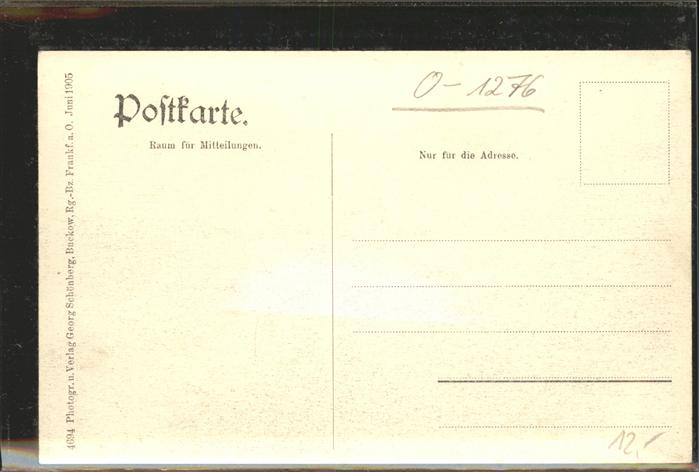 O-1276
Postkarte.
Raum für Mitteilungen.
Nur für die Adresse.
4694 Photogr. u. Verlag Georg Schönberg, Buckow, Rg.-Bz. Frankf. a. O. Juni 1905
12,-